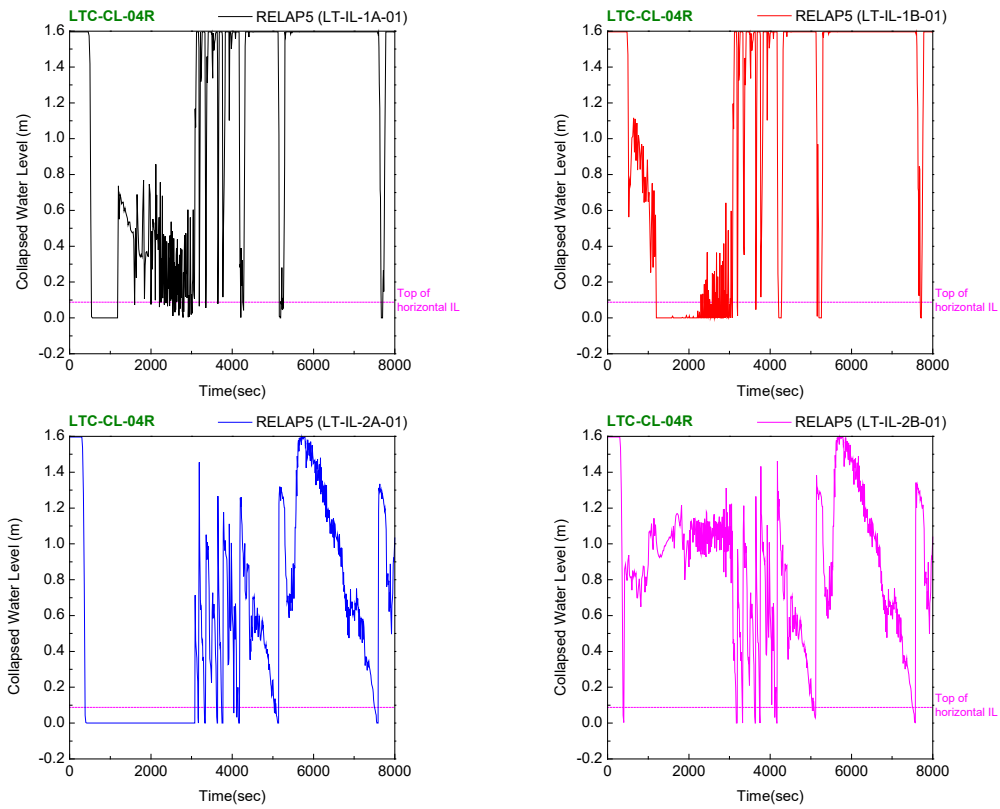 LTC-CL-04R RELAP5 (LT-IL-1A-01)
1.6
1.4
1.2
1.0
0.8
0.6
0.4
0.2
0.0
-0.2
Collapsed Water Level (m)
Top of
horizontal IL
0 2000 4000 6000 8000
Time(sec)
LTC-CL-04R RELAP5 (LT-IL-1B-01)
1.6
1.4
1.2
1.0
0.8
0.6
0.4
0.2
0.0
-0.2
Collapsed Water Level (m)
Top of
horizontal IL
0 2000 4000 6000 8000
Time(sec)
LTC-CL-04R RELAP5 (LT-IL-2A-01)
1.6
1.4
1.2
1.0
0.8
0.6
0.4
0.2
0.0
-0.2
Collapsed Water Level (m)
0 2000 4000 6000 8000
Time(sec)
LTC-CL-04R RELAP5 (LT-IL-2B-01)
1.6
1.4
1.2
1.0
0.8
0.6
0.4
0.2
0.0
-0.2
Collapsed Water Level (m)
Top of
horizontal IL
0 2000 4000 6000 8000
Time(sec)